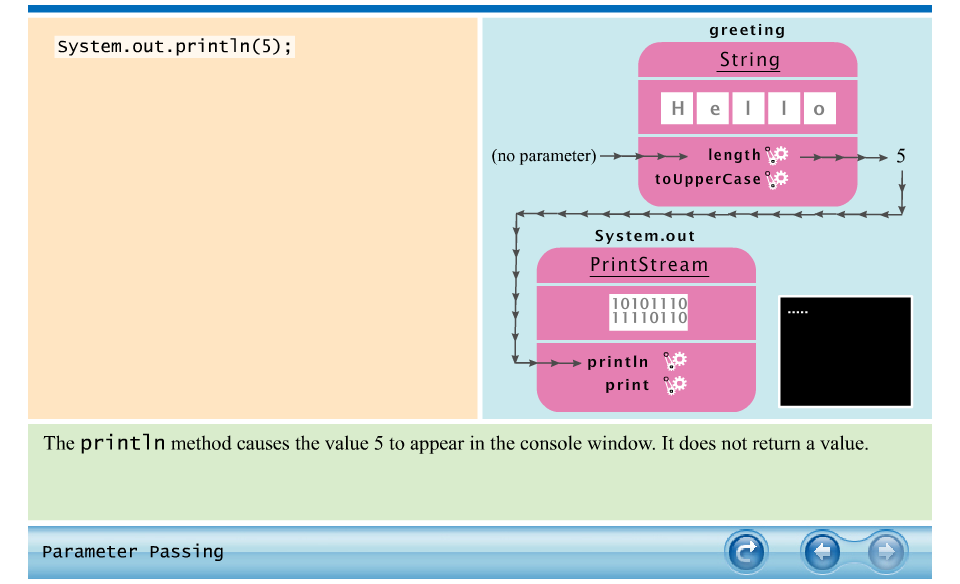 System.out.println(5);
greeting
String
H e l l o
(no parameter) length 5
toUpperCase
System.out
PrintStream
10101110
11110110
.....
println
print
The println method causes the value 5 to appear in the console window. It does not return a value.
Parameter Passing